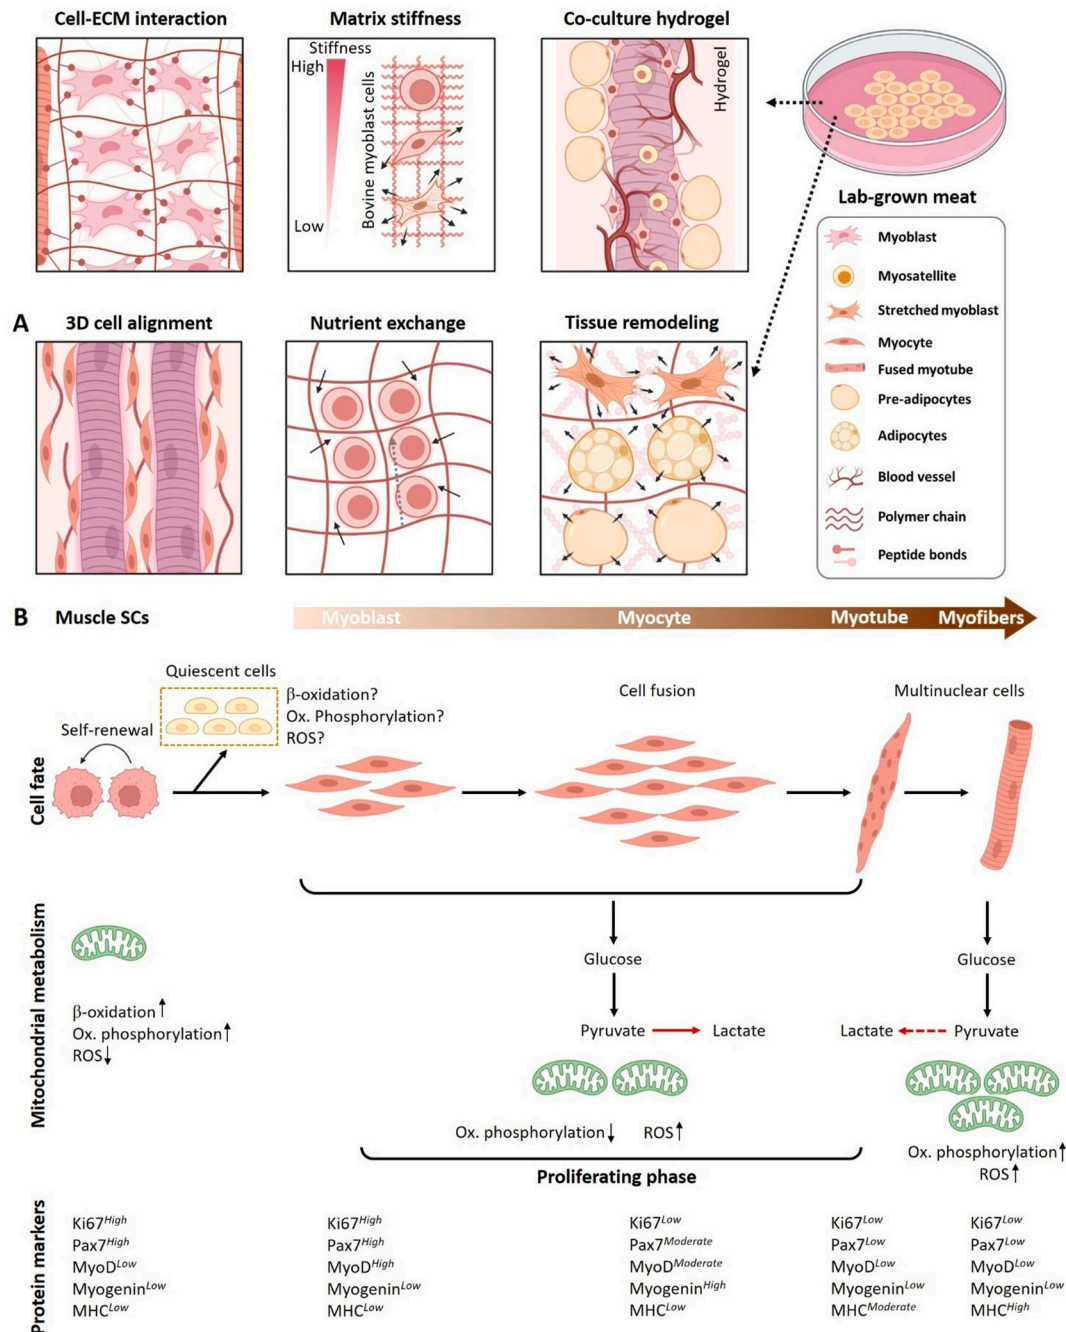 Cell-ECM interaction
Matrix stiffness
Co-culture hydrogel
Stiffness
High
Low
Bovine myoblast cells
Hydrogel
Lab-grown meat
Myoblast
Myosatellite
Stretched myoblast
Myocyte
Fused myotube
Pre-adipocytes
Adipocytes
Blood vessel
Polymer chain
Peptide bonds
A
3D cell alignment
Nutrient exchange
Tissue remodeling
B
Muscle SCs
Myoblast
Myocyte
Myotube
Myofibers
Cell fate
Self-renewal
Quiescent cells
β-oxidation?
Ox. Phosphorylation?
ROS?
Cell fusion
Multinuclear cells
Mitochondrial metabolism
β-oxidation↑
Ox. phosphorylation↑
ROS↓
Glucose
Pyruvate
Lactate
Ox. phosphorylation↓
ROS↑
Proliferating phase
Glucose
Lactate
Pyruvate
Ox. phosphorylation↑
ROS↑
Protein markers
Ki67High
Pax7High
MyoDLow
MyogeninLow
MHCLow
Ki67High
Pax7High
MyoDHigh
MyogeninLow
MHCLow
Ki67Low
Pax7Moderate
MyoDModerate
MyogeninHigh
MHCLow
Ki67Low
Pax7Low
MyoDLow
MyogeninLow
MHCModerate
Ki67Low
Pax7Low
MyoDLow
MyogeninLow
MHCHigh